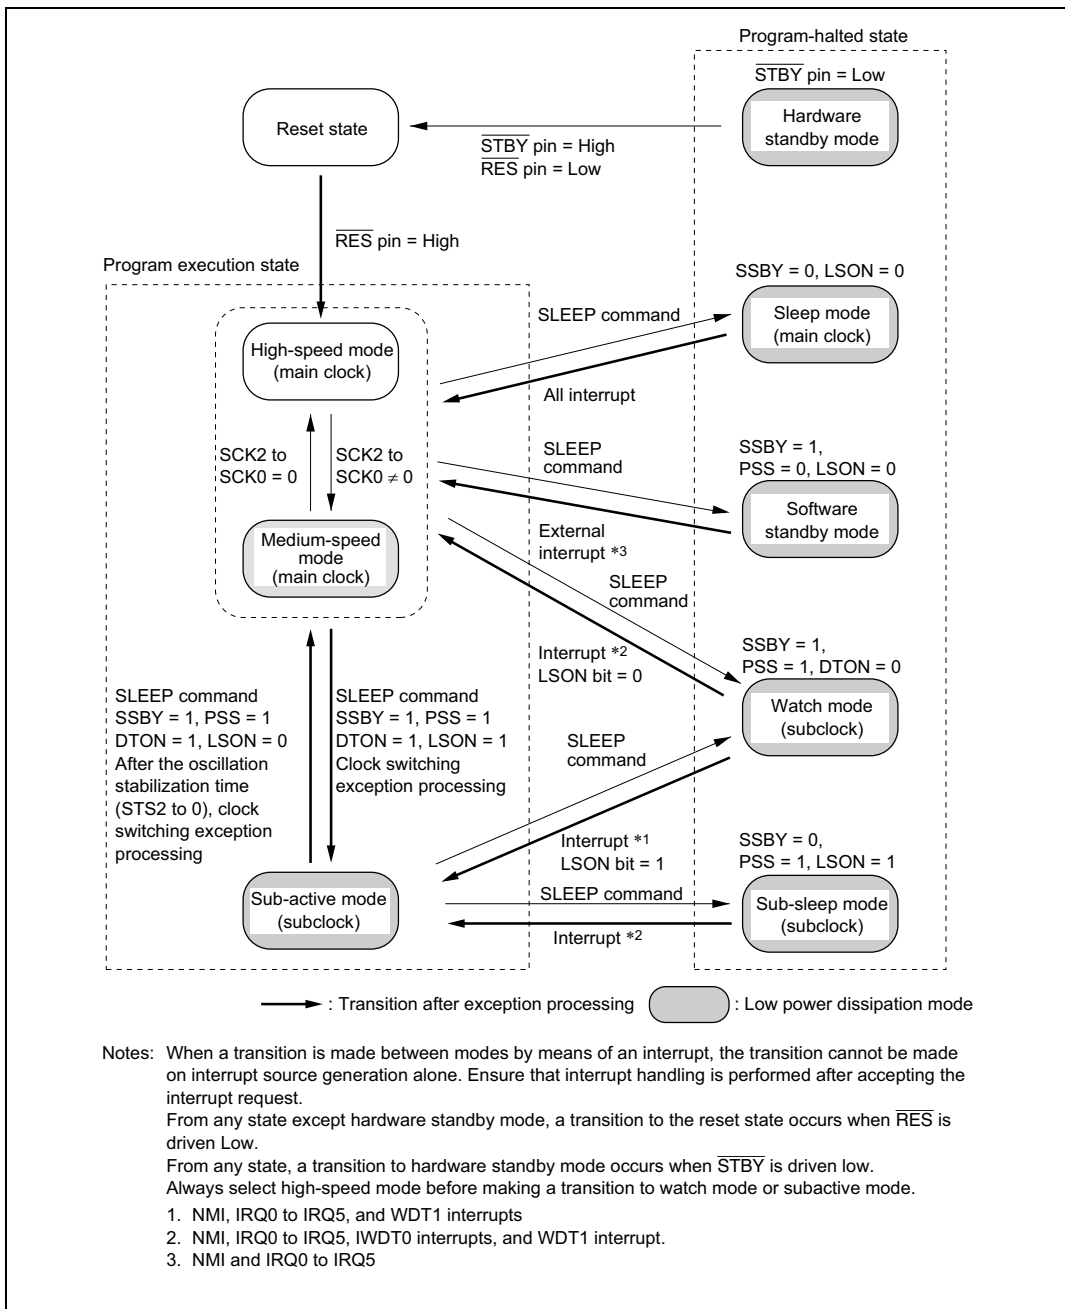 Program-halted state
STBY pin = Low
Hardware
standby mode
Reset state
STBY pin = High
RES pin = Low
RES pin = High
Program execution state
SSBY = 0, LSON = 0
SLEEP command
Sleep mode
(main clock)
High-speed mode
(main clock)
All interrupt
SCK2 to
SCK0 = 0
SCK2 to
SCK0 ≠ 0
SLEEP
command
SSBY = 1,
PSS = 0, LSON = 0
Software
standby mode
Medium-speed
mode
(main clock)
External
interrupt *3
SLEEP
command
Interrupt *2
LSON bit = 0
SSBY = 1,
PSS = 1, DTON = 0
Watch mode
(subclock)
SLEEP command
SSBY = 1, PSS = 1
DTON = 1, LSON = 0
After the oscillation
stabilization time
(STS2 to 0), clock
switching exception
processing
SLEEP command
SSBY = 1, PSS = 1
DTON = 1, LSON = 1
Clock switching
exception processing
SLEEP
command
Interrupt *1
LSON bit = 1
SSBY = 0,
PSS = 1, LSON = 1
Sub-active mode
(subclock)
SLEEP command
Sub-sleep mode
(subclock)
Interrupt *2
: Transition after exception processing
: Low power dissipation mode
Notes: When a transition is made between modes by means of an interrupt, the transition cannot be made
on interrupt source generation alone. Ensure that interrupt handling is performed after accepting the
interrupt request.
From any state except hardware standby mode, a transition to the reset state occurs when RES is
driven Low.
From any state, a transition to hardware standby mode occurs when STBY is driven low.
Always select high-speed mode before making a transition to watch mode or subactive mode.
1. NMI, IRQ0 to IRQ5, and WDT1 interrupts
2. NMI, IRQ0 to IRQ5, IWDT0 interrupts, and WDT1 interrupt.
3. NMI and IRQ0 to IRQ5